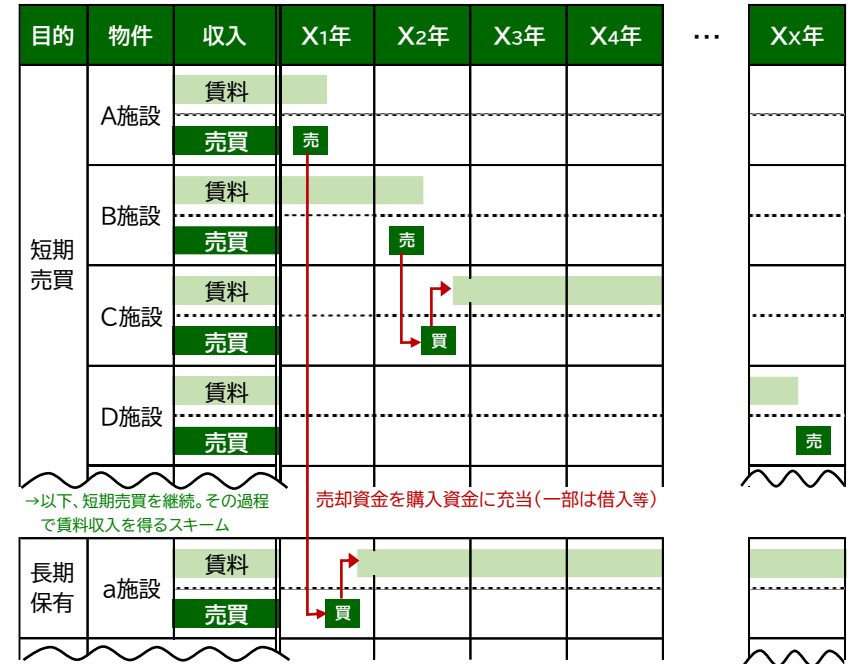 目的 物件 収入 X1年 X2年 X3年 X4年 … Xx年
短期
売買
A施設
賃料
売買 売
B施設
賃料
売買 売
C施設
賃料
売買 買
D施設
賃料
売買 売
→以下、短期売買を継続。その過程
で賃料収入を得るスキーム
売却資金を購入資金に充当(一部は借入等)
長期
保有
a施設
賃料
売買 買